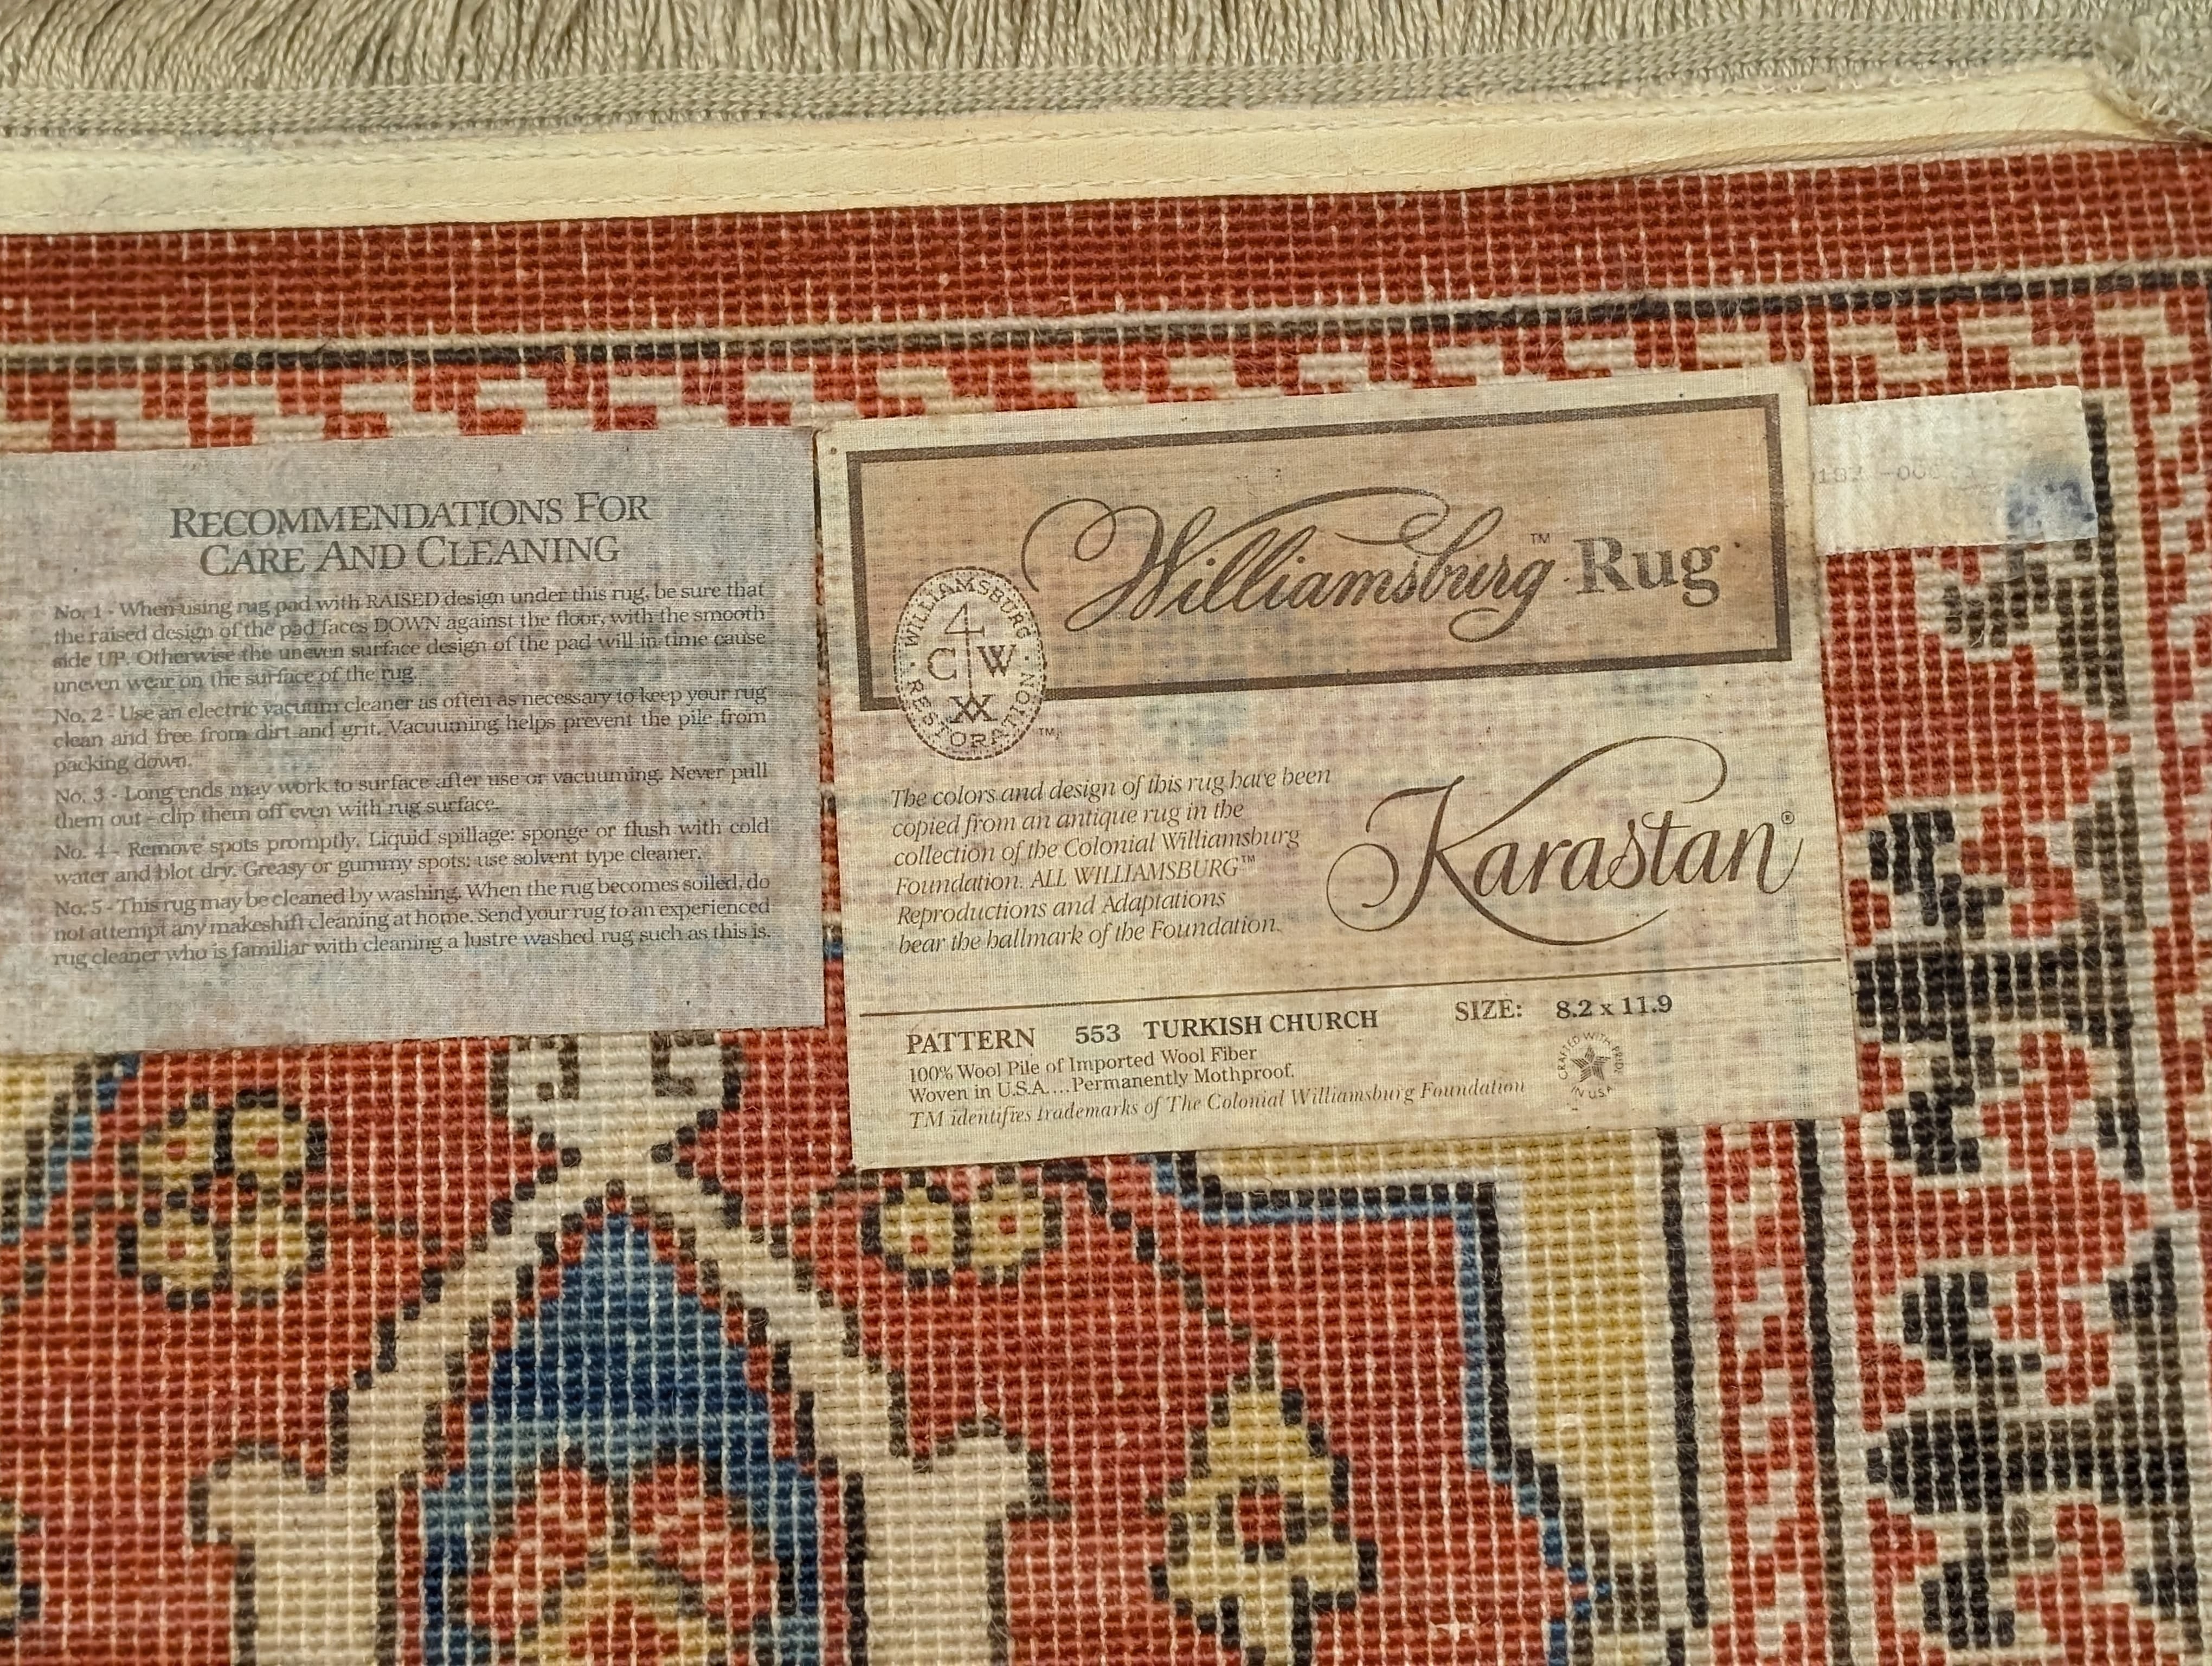 RECOMMENDATIONS FOR
CARE AND CLEANING
No. 1 - When using rug pad with RAISED design under this rug, be sure that
the raised design of the pad faces DOWN against the floor, with the smooth
side UP. Otherwise the uneven surface design of the pad will in time cause
uneven wear on the surface of the rug.
No. 2 - Use an electric vacuum cleaner as often as necessary to keep your rug
clean and free from dirt and grit. Vacuuming helps prevent the pile from
packing down.
No. 3 - Long ends may work to surface after use or vacuuming. Never pull
them out - clip them off even with rug surface.
No. 4 - Remove spots promptly. Liquid spillage: sponge or flush with cold
water and blot dry. Greasy or gummy spots: use solvent type cleaner.
No. 5 - This rug may be cleaned by washing. When the rug becomes soiled, do
not attempt any makeshift cleaning at home. Send your rug to an experienced
rug cleaner who is familiar with cleaning a lustre washed rug such as this is.
Williamsburg™ Rug
WILLIAMSBURG
C W
RESTORATION ™
The colors and design of this rug have been
copied from an antique rug in the
collection of the Colonial Williamsburg
Foundation. ALL WILLIAMSBURG™
Reproductions and Adaptations
bear the hallmark of the Foundation.
Karastan®
PATTERN 553 TURKISH CHURCH SIZE: 8.2 x 11.9
100% Wool Pile of Imported Wool Fiber
Woven in U.S.A.... Permanently Mothproof.
TM identifies trademarks of The Colonial Williamsburg Foundation
CRAFTED WITH PRIDE
IN U.S.A.